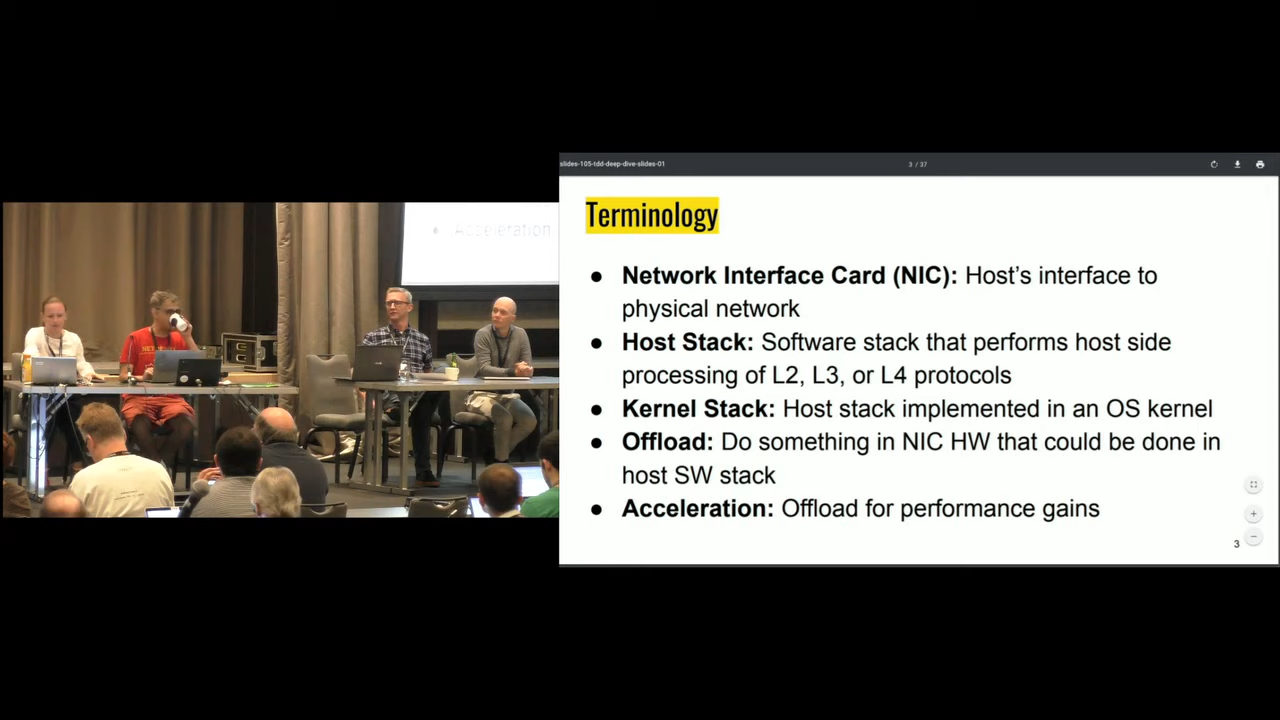 slides-105-tdd-deep-dive-slides-01
3 / 37
Terminology
● Network Interface Card (NIC): Host's interface to
physical network
● Host Stack: Software stack that performs host side
processing of L2, L3, or L4 protocols
● Kernel Stack: Host stack implemented in an OS kernel
● Offload: Do something in NIC HW that could be done in
host SW stack
● Acceleration: Offload for performance gains
3
● Acceleration